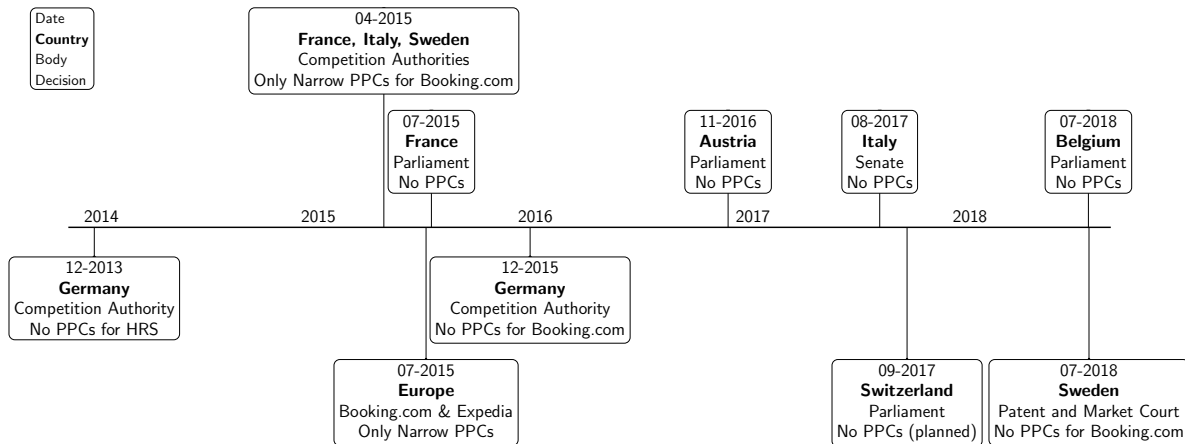 Date
Country
Body
Decision
04-2015
France, Italy, Sweden
Competition Authorities
Only Narrow PPCs for Booking.com
07-2015
France
Parliament
No PPCs
11-2016
Austria
Parliament
No PPCs
08-2017
Italy
Senate
No PPCs
07-2018
Belgium
Parliament
No PPCs
2014 2015 2016 2017 2018
12-2013
Germany
Competition Authority
No PPCs for HRS
12-2015
Germany
Competition Authority
No PPCs for Booking.com
07-2015
Europe
Booking.com & Expedia
Only Narrow PPCs
09-2017
Switzerland
Parliament
No PPCs (planned)
07-2018
Sweden
Patent and Market Court
No PPCs for Booking.com